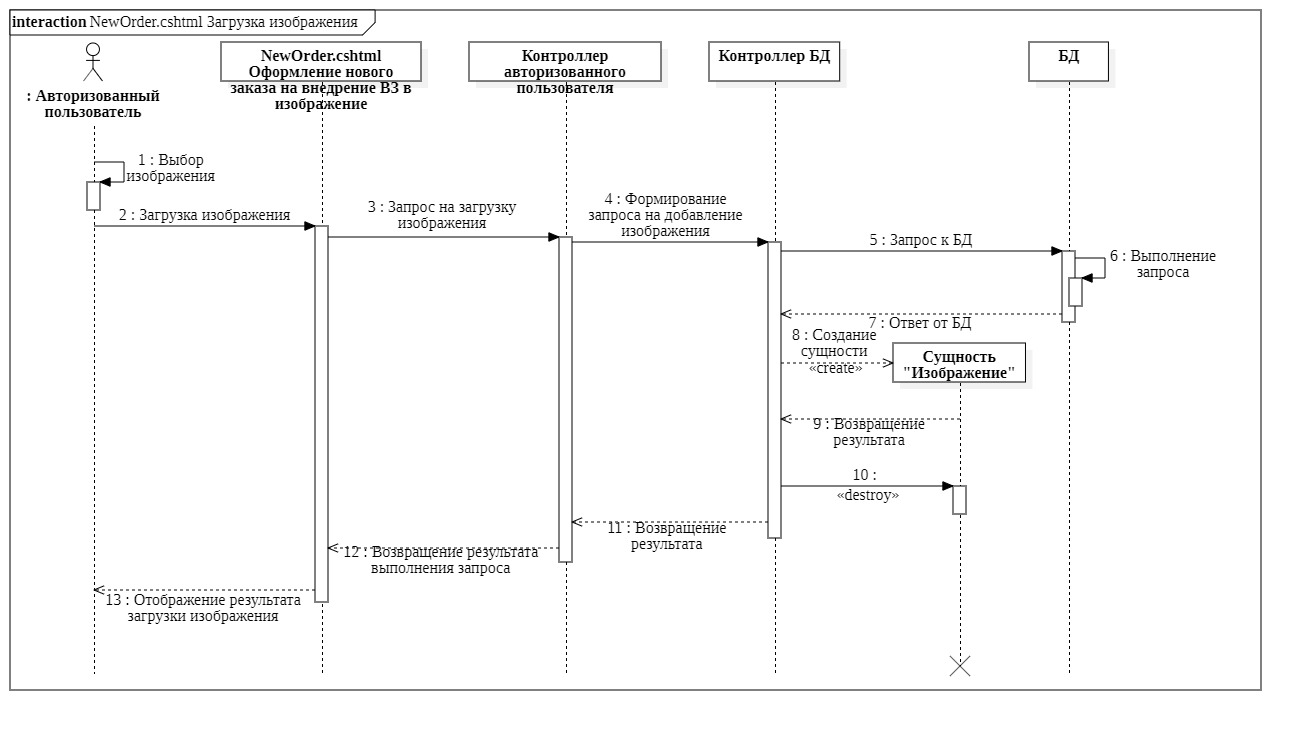 interaction NewOrder.cshtml Загрузка изображения
: Авторизованный
пользователь
NewOrder.cshtml
Оформление нового
заказа на внедрение ВЗ в
изображение
Контроллер
авторизованного
пользователя
Контроллер БД
БД
1 : Выбор
изображения
2 : Загрузка изображения
3 : Запрос на загрузку
изображения
4 : Формирование
запроса на добавление
изображения
5 : Запрос к БД
6 : Выполнение
запроса
7 : Ответ от БД
8 : Создание
сущности
«create»
Сущность
"Изображение"
9 : Возвращение
результата
10 :
«destroy»
11 : Возвращение
результата
12 : Возвращение результата
выполнения запроса
13 : Отображение результата
загрузки изображения